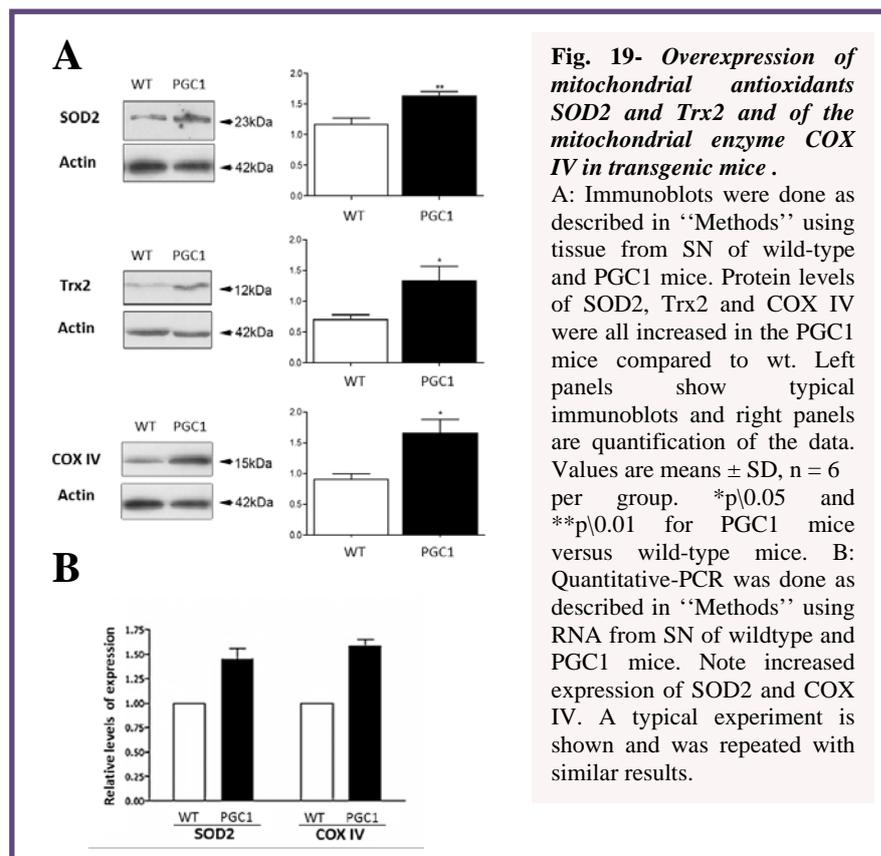 A
WT PGC1
SOD2
23kDa
Actin
42kDa
2.0
1.5
1.0
0.5
0.0
**
WT
PGC1
WT PGC1
Trx2
12kDa
Actin
42kDa
2.0
1.5
1.0
0.5
0.0
*
WT
PGC1
WT PGC1
COX IV
15kDa
Actin
42kDa
2.0
1.5
1.0
0.5
0.0
*
WT
PGC1
B
Relative levels of expression
1.75
1.50
1.25
1.00
0.75
0.50
0.25
0.00
WT PGC1 WT PGC1
SOD2 COX IV
Fig. 19- Overexpression of
mitochondrial antioxidants
SOD2 and Trx2 and of the
mitochondrial enzyme COX
IV in transgenic mice .
A: Immunoblots were done as
described in ‘‘Methods’’ using
tissue from SN of wild-type
and PGC1 mice. Protein levels
of SOD2, Trx2 and COX IV
were all increased in the PGC1
mice compared to wt. Left
panels show typical
immunoblots and right panels
are quantification of the data.
Values are means ± SD, n = 6
per group. *p\0.05 and
**p\0.01 for PGC1 mice
versus wild-type mice. B:
Quantitative-PCR was done as
described in ‘‘Methods’’ using
RNA from SN of wildtype and
PGC1 mice. Note increased
expression of SOD2 and COX
IV. A typical experiment is
shown and was repeated with
similar results.